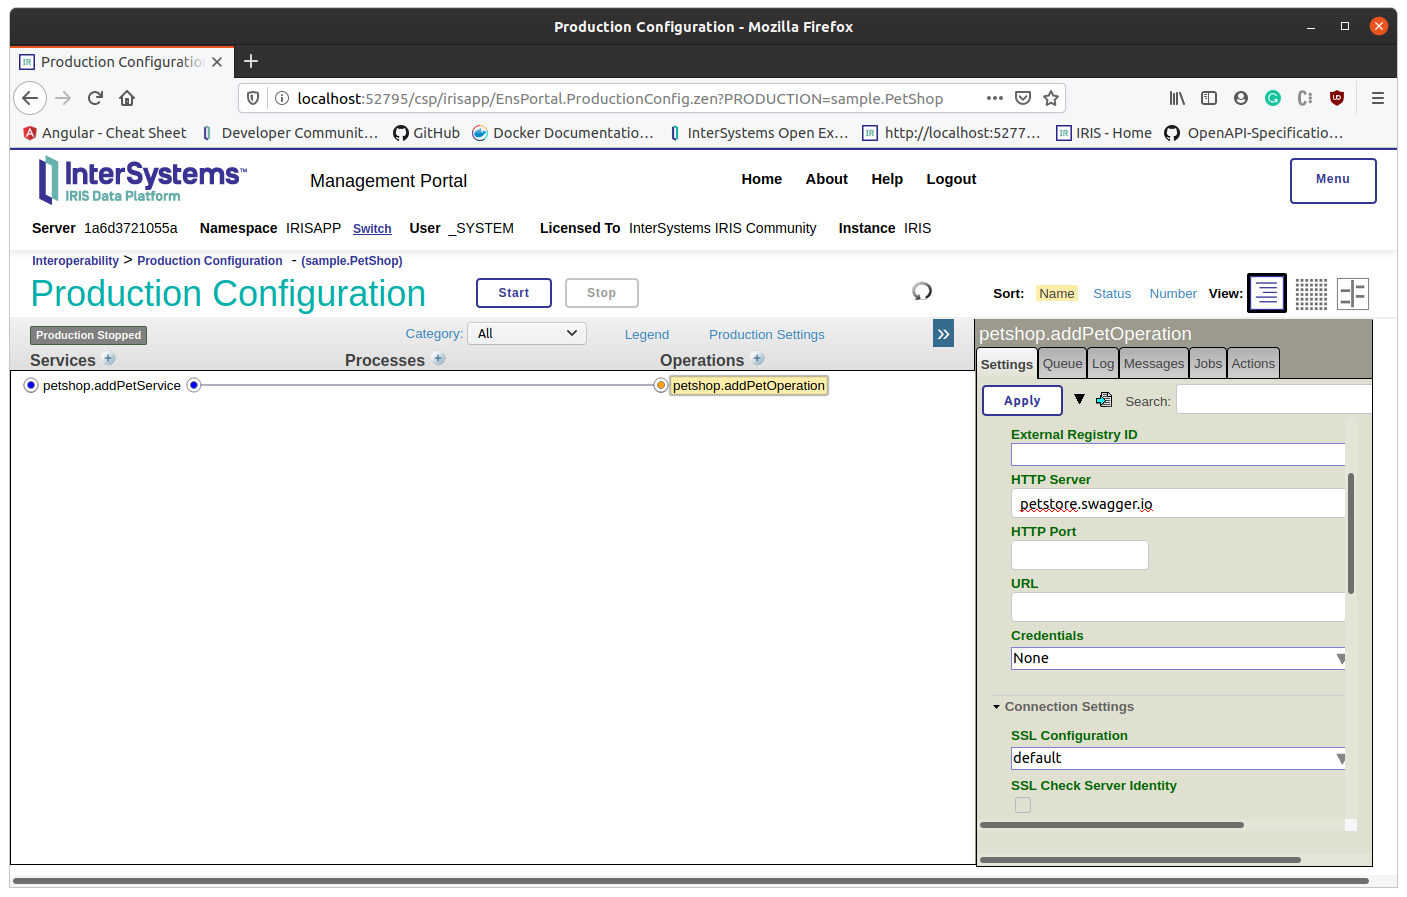 Production Configuration - Mozilla Firefox
IRIS Production Configuratio
localhost:52795/csp/irisapp/EnsPortal.ProductionConfig.zen?PRODUCTION=sample.PetShop
Angular - Cheat Sheet Developer Communit… GitHub Docker Documentatio… InterSystems Open Ex… http://localhost:5277… IRIS - Home OpenAPI-Specificatio…
InterSystems™
IRIS Data Platform
Management Portal
Home About Help Logout
Menu
Server 1a6d3721055a Namespace IRISAPP Switch User _SYSTEM Licensed To InterSystems IRIS Community Instance IRIS
Interoperability > Production Configuration - (sample.PetShop)
Production Configuration Start Stop
Sort: Name Status Number View:
Production Stopped Category: All Legend Production Settings »
Services Processes Operations
petshop.addPetService petshop.addPetOperation
petshop.addPetOperation
Settings Queue Log Messages Jobs Actions
Apply Search:
External Registry ID
HTTP Server
petstore.swagger.io
HTTP Port
URL
Credentials
None
Connection Settings
SSL Configuration
default
SSL Check Server Identity